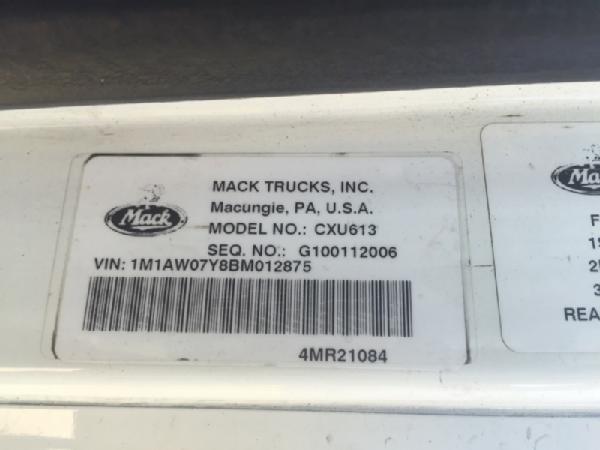 MACK TRUCKS, INC.
Macungie, PA, U.S.A.
Mack
MODEL NO.: CXU613
SEQ. NO.: G100112006
VIN: 1M1AW07Y8BM012875
4MR21084
Mack
REA